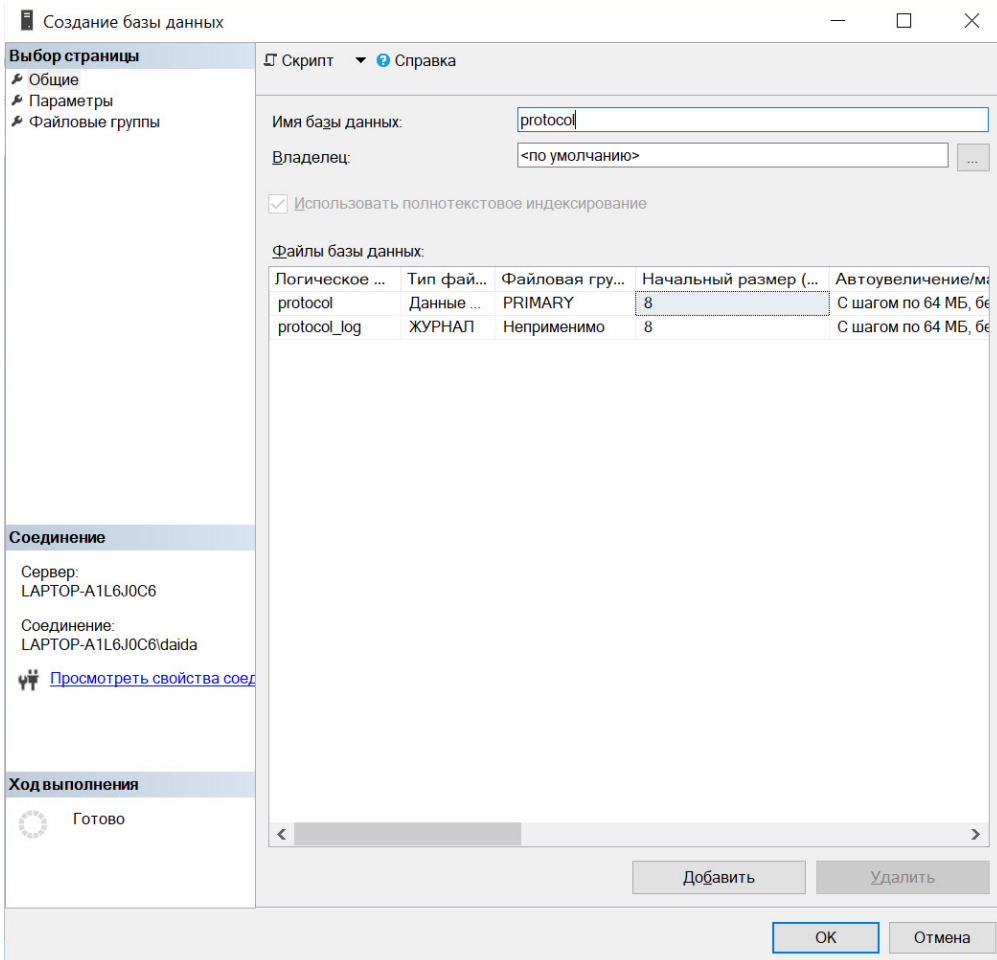 Создание базы данных
Выбор страницы
Общие
Параметры
Файловые группы
Скрипт
Справка
Имя базы данных:
protocol
Владелец:
<по умолчанию>
...
Использовать полнотекстовое индексирование
Файлы базы данных:
Логическое ... Тип фай... Файловая гру... Начальный размер (... Автоувеличение/ма
protocol Данные ... PRIMARY 8 С шагом по 64 МБ, бе
protocol_log ЖУРНАЛ Неприменимо 8 С шагом по 64 МБ, бе
Соединение
Сервер:
LAPTOP-A1L6J0C6
Соединение:
LAPTOP-A1L6J0C6\daida
Просмотреть свойства соед
Ход выполнения
Готово
Добавить
Удалить
OK
Отмена